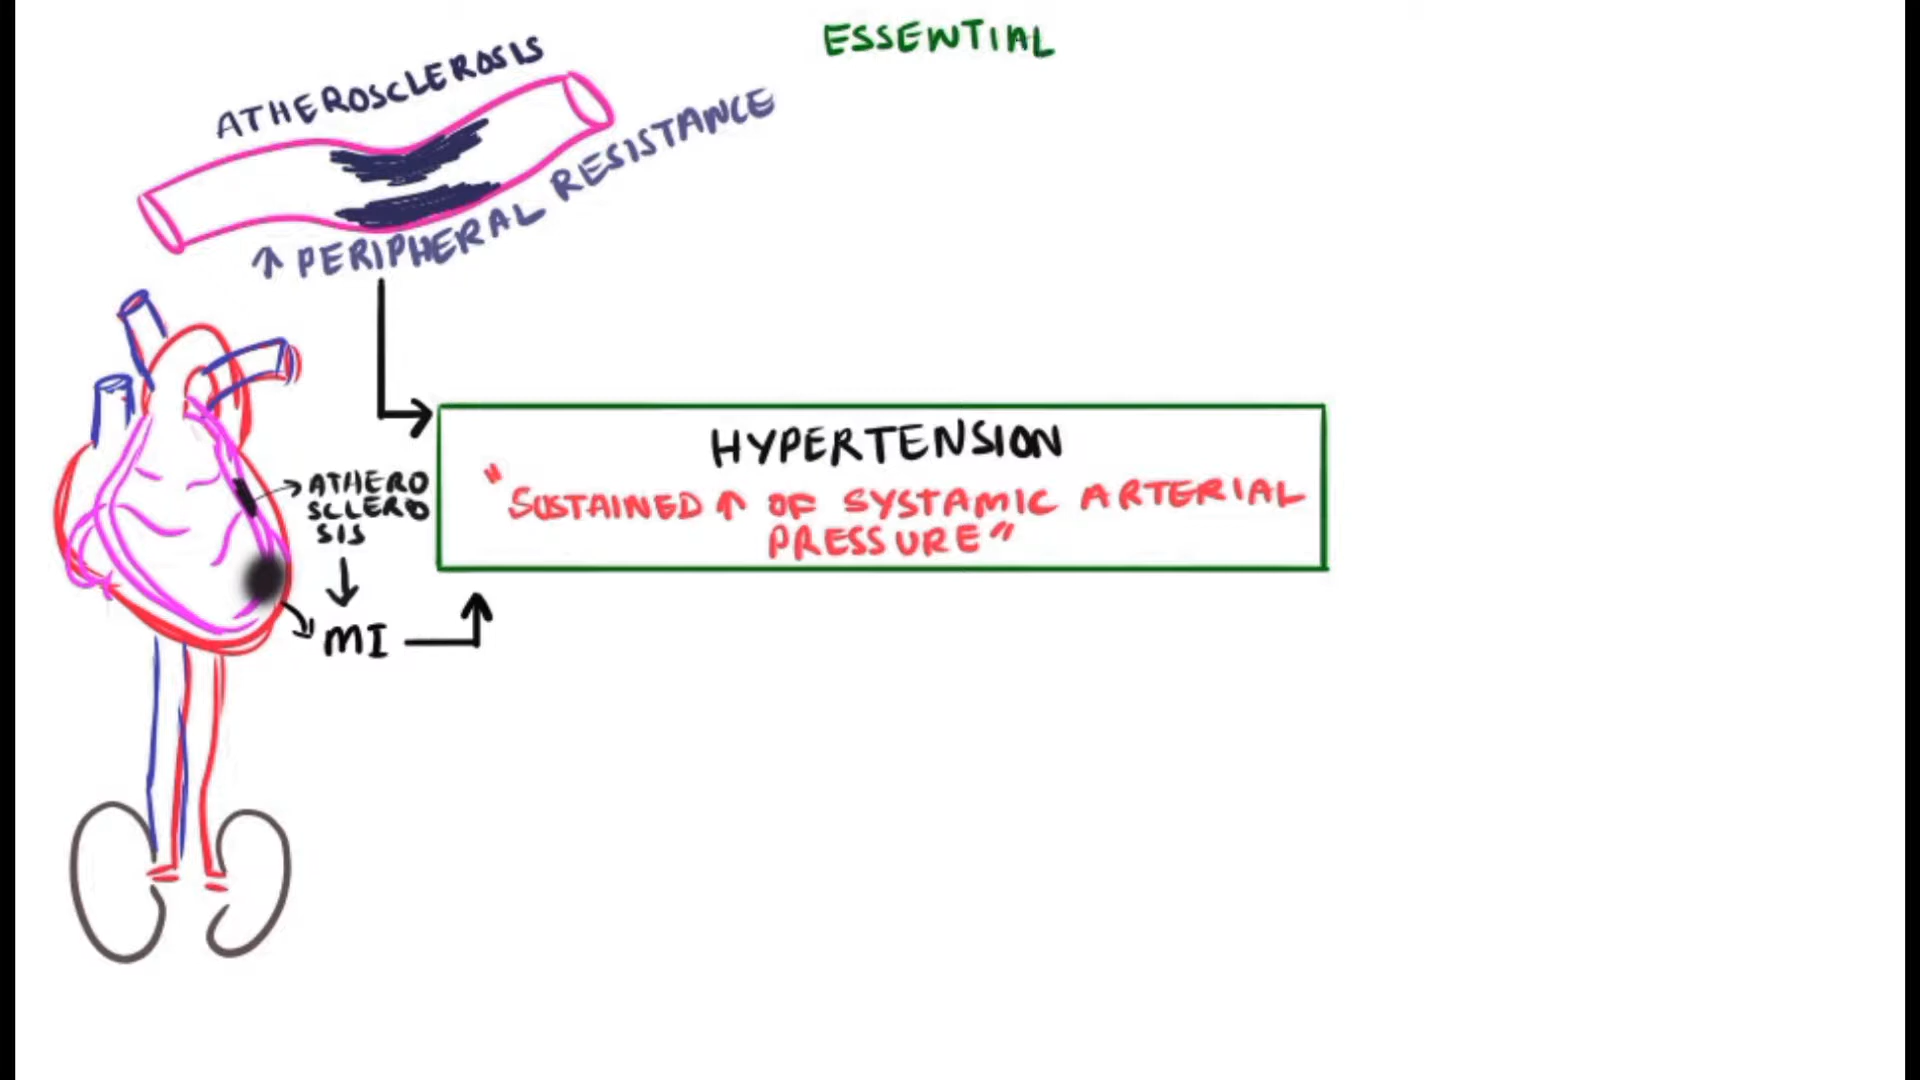 ESSENTIAL
ATHEROSCLEROSIS
↑ PERIPHERAL RESISTANCE
HYPERTENSION
"SUSTAINED ↑ OF SYSTAMIC ARTERIAL
PRESSURE"
ATHERO
SCLERO
SIS
MI